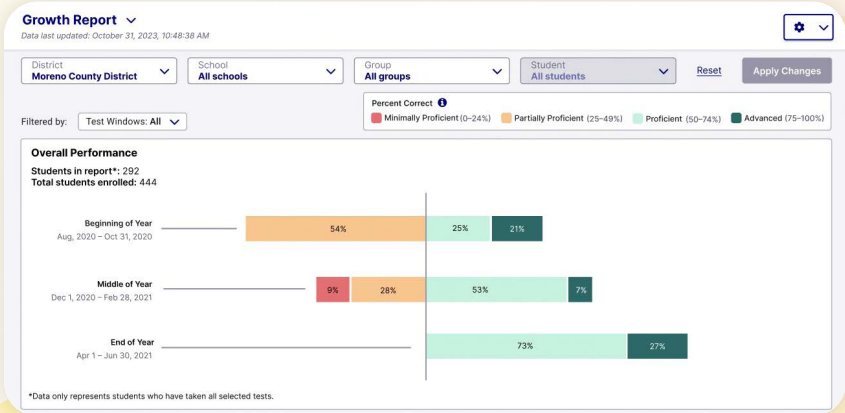 Growth Report
Data last updated: October 31, 2023, 10:48:38 AM
District
Moreno County District
School
All schools
Group
All groups
Student
All students
Reset
Apply Changes
Filtered by: Test Windows: All
Percent Correct
Minimally Proficient (0–24%) Partially Proficient (25–49%) Proficient (50–74%) Advanced (75–100%)
Overall Performance
Students in report*: 292
Total students enrolled: 444
Beginning of Year
Aug, 2020 – Oct 31, 2020
54% 25% 21%
Middle of Year
Dec 1, 2020 – Feb 28, 2021
9% 28% 53% 7%
End of Year
Apr 1 – Jun 30, 2021
73% 27%
*Data only represents students who have taken all selected tests.